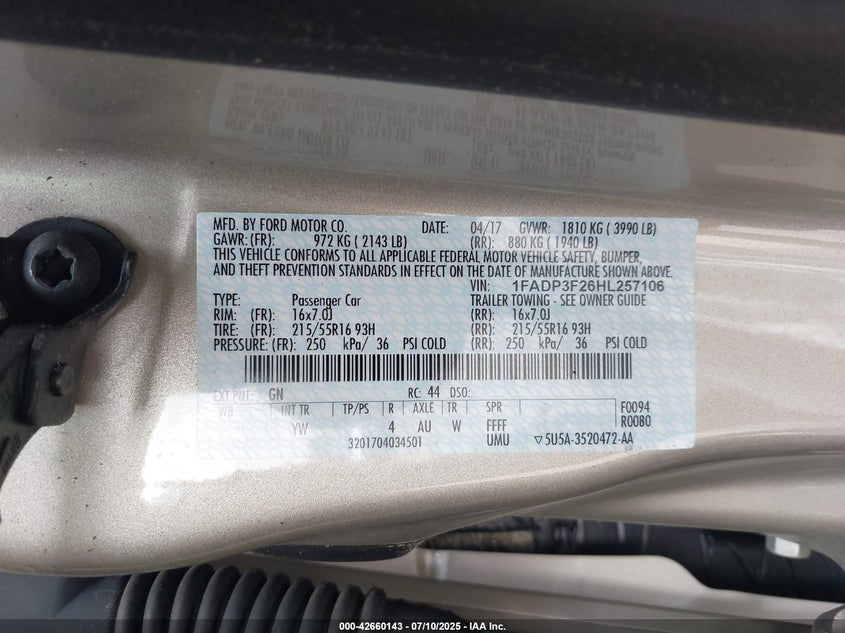 MFD. BY FORD MOTOR CO. DATE: 04/17 GVWR: 1810 KG ( 3990 LB)
GAWR: (FR): 972 KG ( 2143 LB) (RR): 880 KG ( 1940 LB)
THIS VEHICLE CONFORMS TO ALL APPLICABLE FEDERAL MOTOR VEHICLE SAFETY, BUMPER,
AND THEFT PREVENTION STANDARDS IN EFFECT ON THE DATE OF MANUFACTURE SHOWN ABOVE.
VIN: 1FADP3F26HL257106
TYPE: Passenger Car TRAILER TOWING - SEE OWNER GUIDE
RIM: (FR): 16x7.0J (RR): 16x7.0J
TIRE: (FR): 215/55R16 93H (RR): 215/55R16 93H
PRESSURE: (FR): 250 kPa/ 36 PSI COLD (RR): 250 kPa/ 36 PSI COLD
EXT PNT: GN RC: 44 DSO:
WB INT TR TP/PS R AXLE TR SPR F0094
YW 4 AU W FFFF R0080
3201704034501 UMU ▽5U5A-3520472-AA
000-42660143 — 07/10/2025 — IAA Inc.